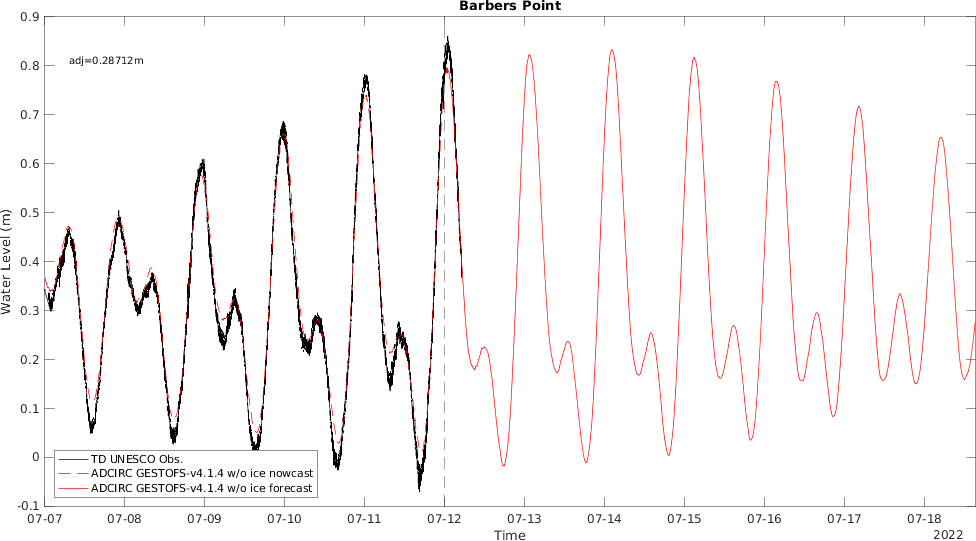 Barbers Point
adj=0.28712m
Water Level (m)
0.9
0.8
0.7
0.6
0.5
0.4
0.3
0.2
0.1
0
-0.1
TD UNESCO Obs.
ADCIRC GESTOFS-v4.1.4 w/o ice nowcast
ADCIRC GESTOFS-v4.1.4 w/o ice forecast
07-07 07-08 07-09 07-10 07-11 07-12 07-13 07-14 07-15 07-16 07-17 07-18
Time
2022